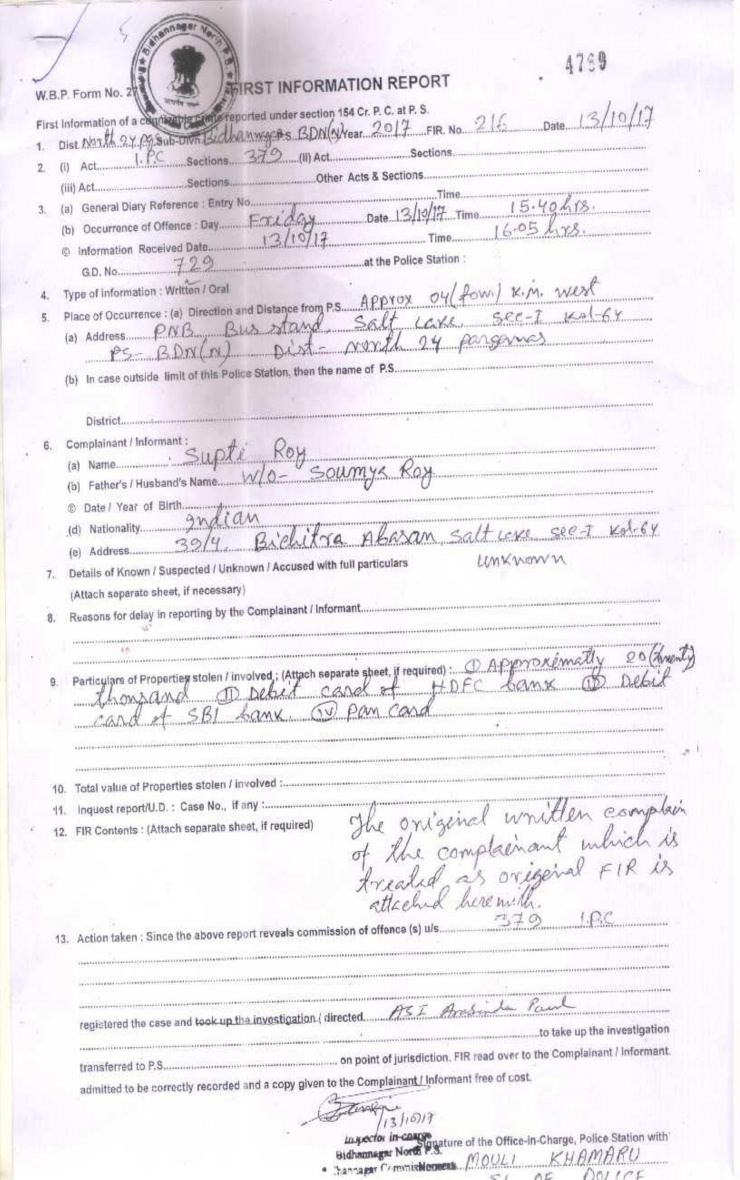 5
Bidhannagar North P.S.
4789
W.B.P. Form No. 27
FIRST INFORMATION REPORT
First Information of a cognizable crime reported under section 154 Cr. P. C. at P. S.
1. Dist North 24 Pgs Sub-Divn Bidhannagar P.s. BDN(N) Year 2017 FIR. No. 216 Date 13/10/17
2. (i) Act I.P.C Sections 379 (II) Act Sections
(iii) Act Sections Other Acts & Sections
3. (a) General Diary Reference : Entry No. Time
(b) Occurrence of Offence : Day Friday Date 13/10/17 Time 15.40 hrs.
© Information Received Date 13/10/17 Time 16.05 hrs.
G.D. No. 729 at the Police Station :
4. Type of information : Written / Oral
5. Place of Occurrence : (a) Direction and Distance from P.S. Approx 04 (four) K.m. west
(a) Address PNB Bus stand, Salt Lake, Sec-I Kol-64
PS- BDN(N) Dist- North 24 parganas
(b) In case outside limit of this Police Station, then the name of P.S.
District
6. Complainant / Informant :
(a) Name Supti Roy
(b) Father's / Husband's Name W/o- Soumya Roy
© Date / Year of Birth
(d) Nationality Indian
(e) Address 39/4, Bichitra Abasan, Salt Lake Sec-I Kol-64
7. Details of Known / Suspected / Unknown / Accused with full particulars Unknown
(Attach separate sheet, if necessary)
8. Reasons for delay in reporting by the Complainant / Informant
9. Particulars of Properties stolen / involved ; (Attach separate sheet, if required) : (I) Approximatly 20 (twenty)
thousand (II) Debit card of HDFC bank (III) Debit
card of SBI bank (IV) Pan Card
10. Total value of Properties stolen / involved :
11. Inquest report/U.D. : Case No., if any :
12. FIR Contents : (Attach separate sheet, if required) The original written complain
of the complainant which is
treated as original FIR is
attached herewith.
13. Action taken : Since the above report reveals commission of offence (s) u/s 379 I.P.C
registered the case and took up the investigation ( directed ASI Paul
to take up the investigation
transferred to P.S. on point of jurisdiction. FIR read over to the Complainant / Informant.
admitted to be correctly recorded and a copy given to the Complainant / Informant free of cost.
13/10/17
Inspector in-charge
Signature of the Office-in-Charge, Police Station with
Bidhannagar North P.S.
MOULI KHAMARU
SI OF POLICE